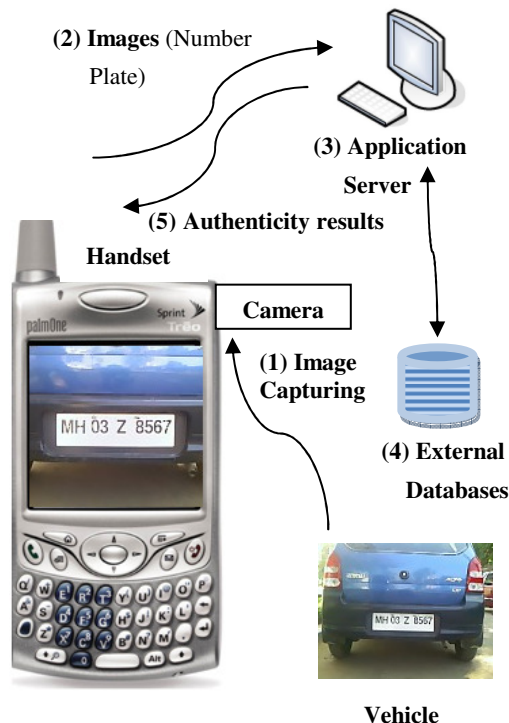 (2) Images (Number
Plate)
(3) Application
Server
(5) Authenticity results
Handset
Camera
Sprint
palmOne
Treo
(1) Image
Capturing
MH 03 Z 8567
(4) External
Databases
Alt
MH 03 Z 8567
Vehicle